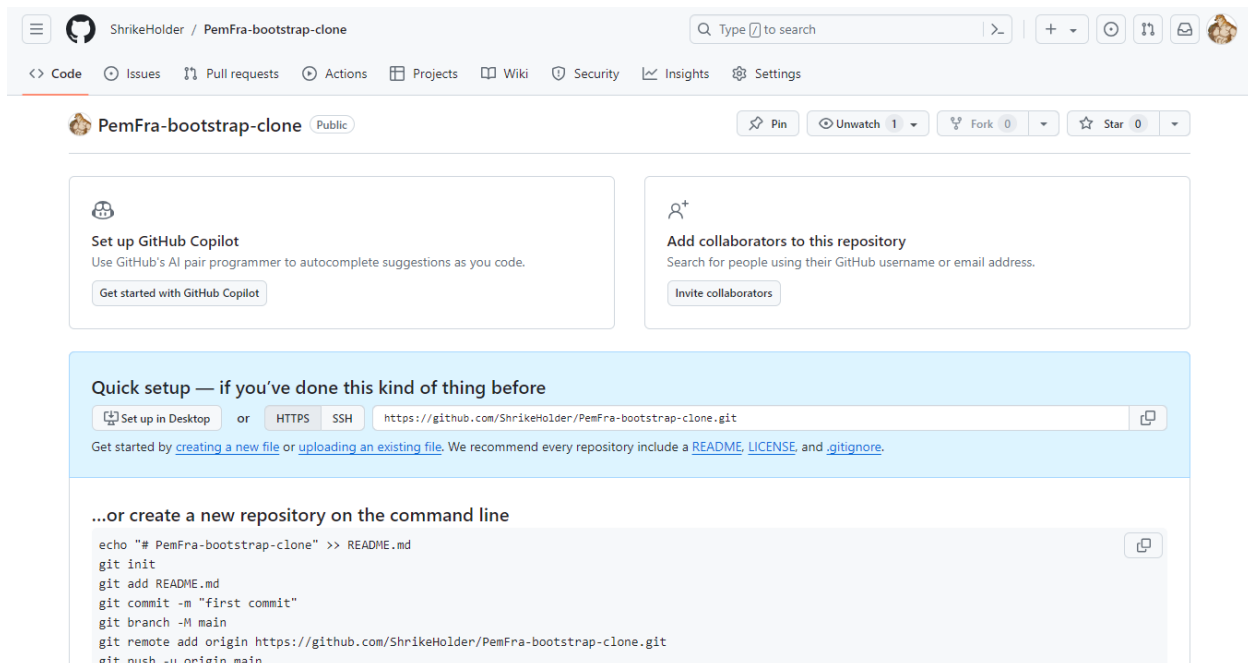 ShrikeHolder / PemFra-bootstrap-clone
Type / to search
Code Issues Pull requests Actions Projects Wiki Security Insights Settings
PemFra-bootstrap-clone Public
Pin Unwatch 1 Fork 0 Star 0
Set up GitHub Copilot
Use GitHub's AI pair programmer to autocomplete suggestions as you code.
Get started with GitHub Copilot
Add collaborators to this repository
Search for people using their GitHub username or email address.
Invite collaborators
Quick setup — if you’ve done this kind of thing before
Set up in Desktop or HTTPS SSH https://github.com/ShrikeHolder/PemFra-bootstrap-clone.git
Get started by creating a new file or uploading an existing file. We recommend every repository include a README, LICENSE, and .gitignore.
…or create a new repository on the command line
echo "# PemFra-bootstrap-clone" >> README.md
git init
git add README.md
git commit -m "first commit"
git branch -M main
git remote add origin https://github.com/ShrikeHolder/PemFra-bootstrap-clone.git
git push -u origin main